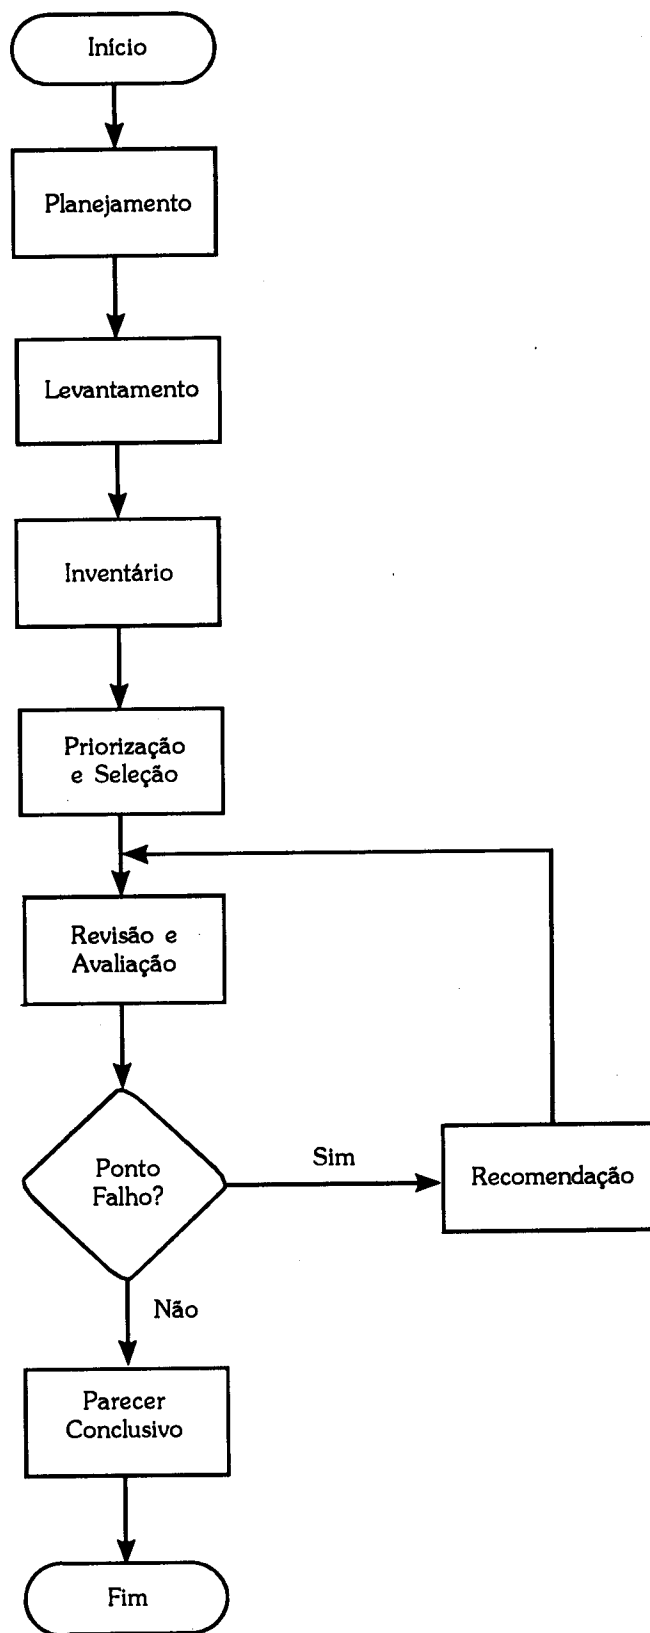 Início
Planejamento
Levantamento
Inventário
Priorização
e Seleção
Revisão e
Avaliação
Ponto
Falho?
Sim
Recomendação
Não
Parecer
Conclusivo
Fim